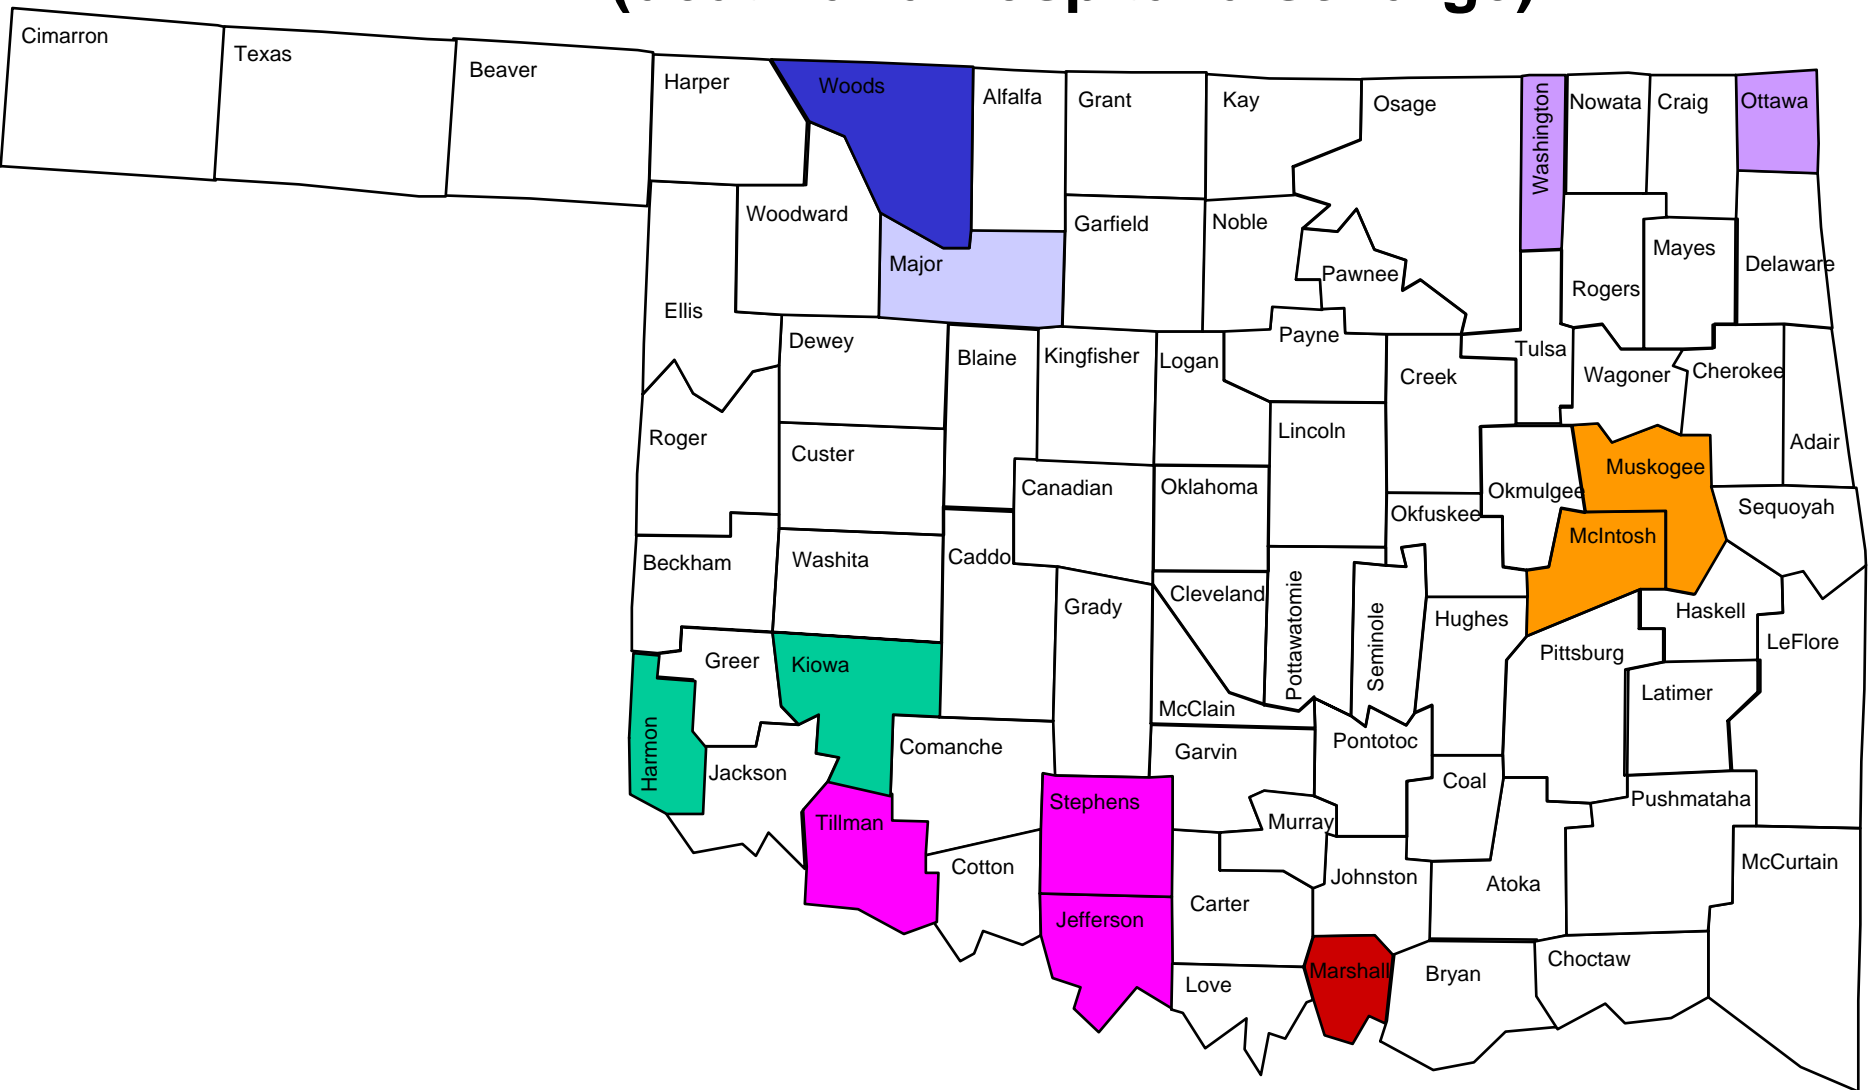 Cimarron
Texas
Beaver
Harper
Woods
Alfalfa
Grant
Kay
Osage
Washington
Nowata
Craig
Ottawa
Woodward
Major
Garfield
Noble
Pawnee
Rogers
Mayes
Delaware
Ellis
Dewey
Blaine
Kingfisher
Logan
Payne
Creek
Tulsa
Wagoner
Cherokee
Adair
Roger
Custer
Canadian
Oklahoma
Lincoln
Okmulgee
Muskogee
Okfuskee
McIntosh
Sequoyah
Beckham
Washita
Caddo
Grady
Cleveland
Pottawatomie
Seminole
Hughes
Haskell
Pittsburg
LeFlore
Greer
Kiowa
McClain
Latimer
Harmon
Jackson
Comanche
Garvin
Pontotoc
Coal
Pushmataha
Tillman
Stephens
Murray
McCurtain
Cotton
Johnston
Atoka
Carter
Jefferson
Love
Marshall
Bryan
Choctaw